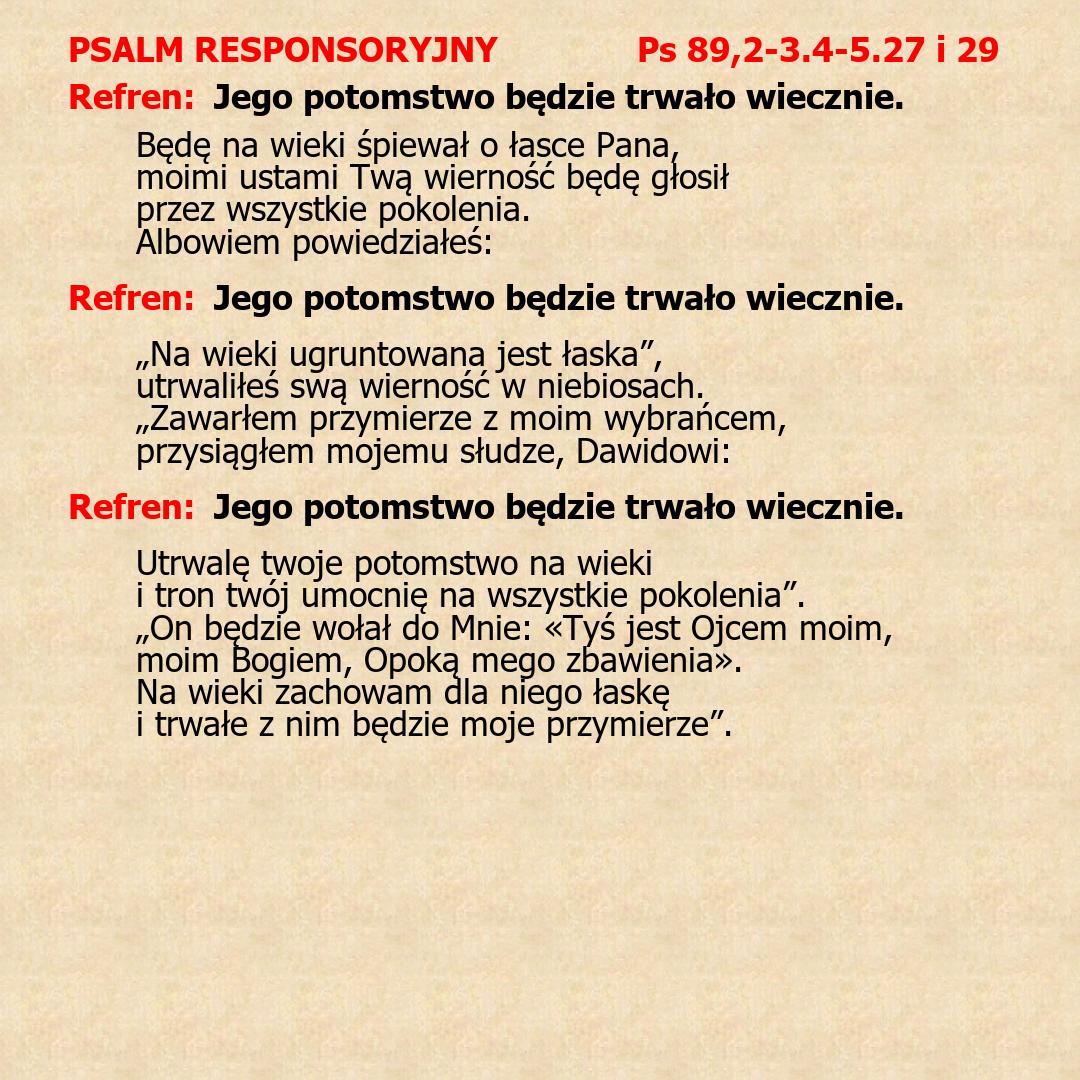 PSALM RESPONSORYJNY Ps 89,2-3.4-5.27 i 29
Refren: Jego potomstwo będzie trwało wiecznie.
Będę na wieki śpiewał o łasce Pana,
moimi ustami Twą wierność będę głosił
przez wszystkie pokolenia.
Albowiem powiedziałeś:
Refren: Jego potomstwo będzie trwało wiecznie.
„Na wieki ugruntowana jest łaska”,
utrwaliłeś swą wierność w niebiosach.
„Zawarłem przymierze z moim wybrańcem,
przysiągłem mojemu słudze, Dawidowi:
Refren: Jego potomstwo będzie trwało wiecznie.
Utrwalę twoje potomstwo na wieki
i tron twój umocnię na wszystkie pokolenia”.
„On będzie wołał do Mnie: «Tyś jest Ojcem moim,
moim Bogiem, Opoką mego zbawienia».
Na wieki zachowam dla niego łaskę
i trwałe z nim będzie moje przymierze”.